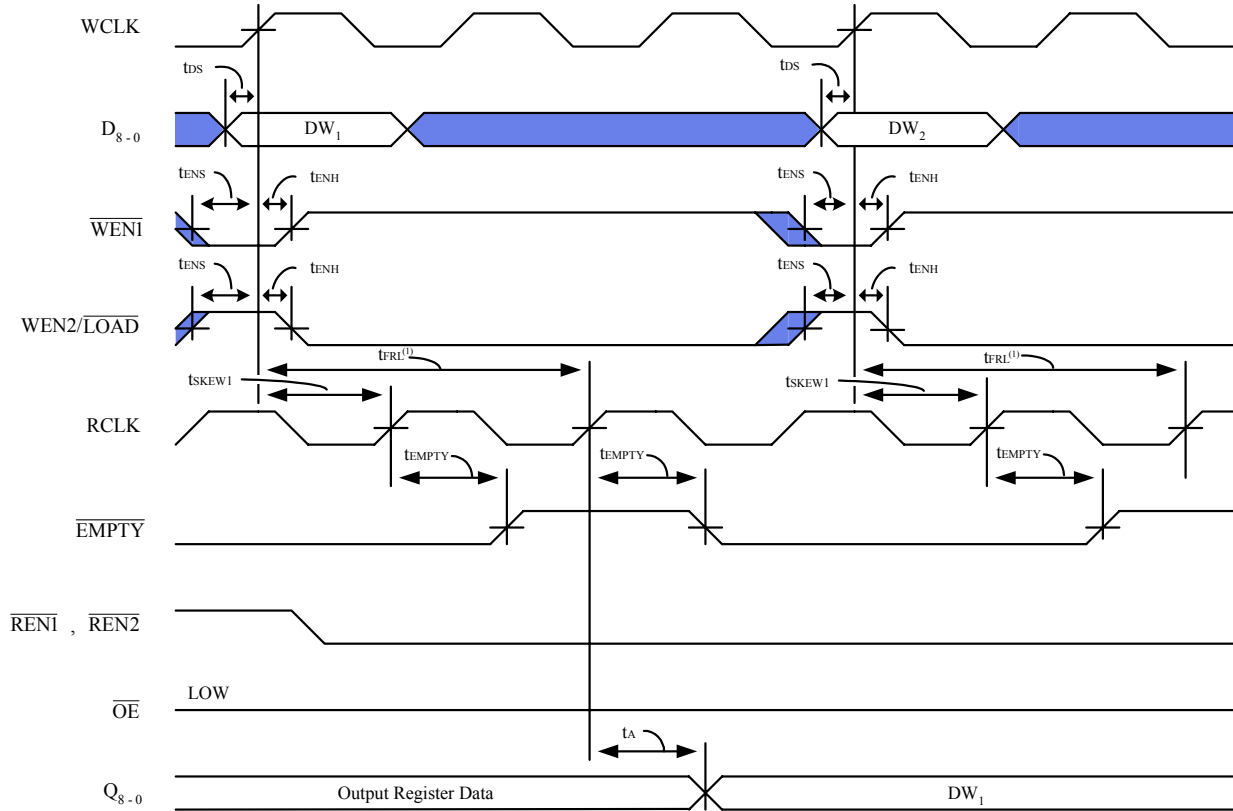 WCLK
tDS
tDS
D8-0
DW1
DW2
tENS
tENH
tENS
tENH
WEN1
tENS
tENH
tENS
tENH
WEN2/LOAD
tFRL(1)
tFRL(1)
tSKEW1
tSKEW1
RCLK
tEMPTY
tEMPTY
tEMPTY
EMPTY
REN1 , REN2
LOW
OE
tA
Q8-0
Output Register Data
DW1